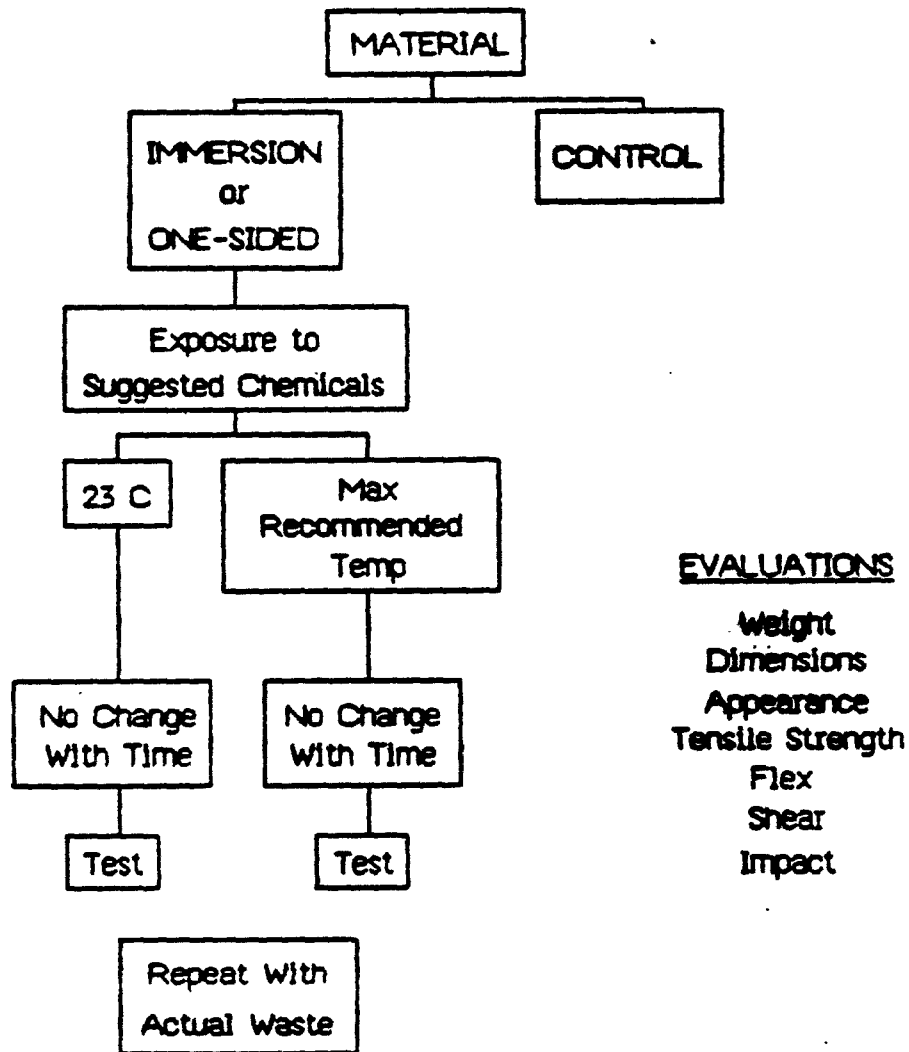 MATERIAL
IMMERSION
or
ONE-SIDED
CONTROL
Exposure to
Suggested Chemicals
23 C
Max
Recommended
Temp
No Change
With Time
No Change
With Time
Test
Test
Repeat With
Actual Waste
EVALUATIONS
Weight
Dimensions
Appearance
Tensile Strength
Flex
Shear
Impact